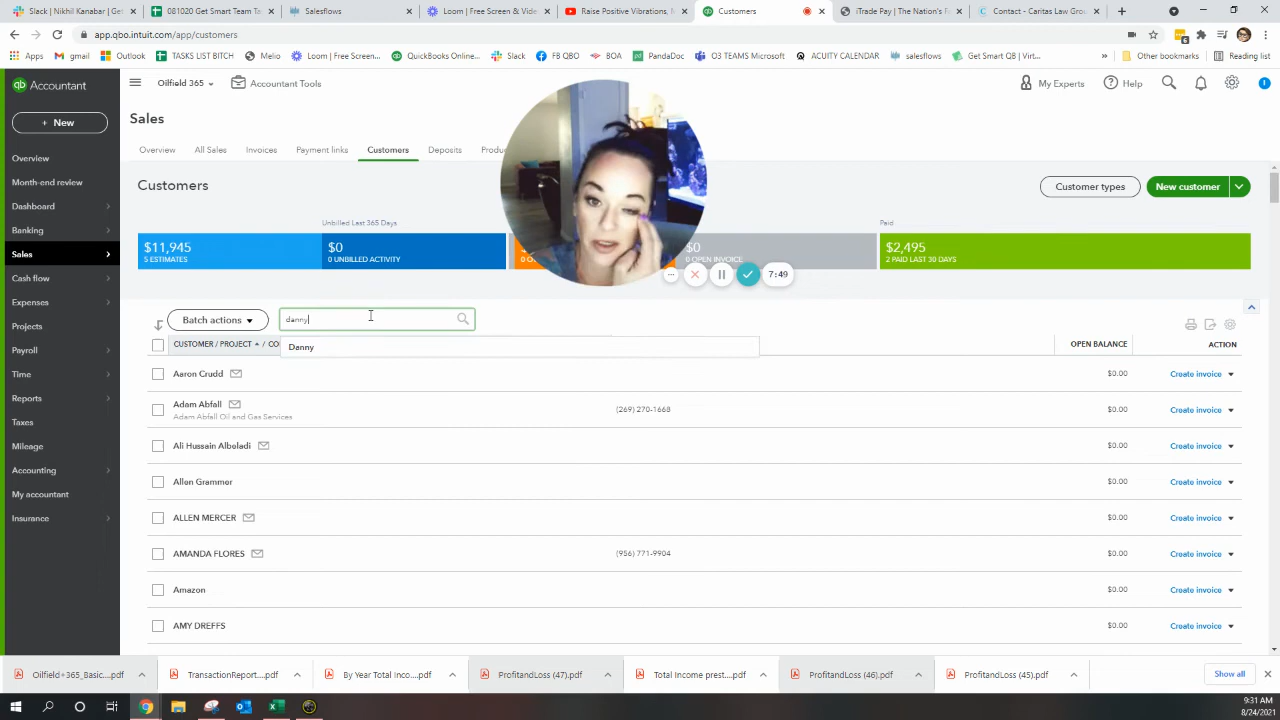 Slack | Nikhil Kanabar | Get S
081020 Get Smart Team T
Salesflows
Loom | Free Screen & Vide
Raise Positive Vibrations,
Customers
iTrade Pay | The Nation's F
Contact - Caritas Law Grou
app.qbo.intuit.com/app/customers
Apps
gmail
Outlook
TASKS LIST BITCH
Melio
Loom | Free Screen...
QuickBooks Online...
FB QBO
BOA
PandaDoc
O3 TEAMS Microsoft
ACUITY CALENDAR
salesflows
Get Smart QB | Virt...
Other bookmarks
Reading list
qb Accountant
Oilfield 365
Accountant Tools
My Experts
Help
+ New
Overview
Month-end review
Dashboard
Banking
Sales
Cash flow
Expenses
Projects
Payroll
Time
Reports
Taxes
Mileage
Accounting
My accountant
Insurance
Sales
Overview
All Sales
Invoices
Payment links
Customers
Deposits
Produ
Customers
Customer types
New customer
Unbilled Last 365 Days
Paid
$11,945
5 ESTIMATES
$0
0 UNBILLED ACTIVITY
$0
0 OPEN INVOICE
$2,495
2 PAID LAST 30 DAYS
7:49
Batch actions
danny
Danny
CUSTOMER / PROJECT / CO
OPEN BALANCE
ACTION
Aaron Crudd
$0.00
Create invoice
Adam Abfall
Adam Abfall Oil and Gas Services
(269) 270-1668
$0.00
Create invoice
Ali Hussain Albeladi
$0.00
Create invoice
Allen Grammer
$0.00
Create invoice
ALLEN MERCER
$0.00
Create invoice
AMANDA FLORES
(956) 771-9904
$0.00
Create invoice
Amazon
$0.00
Create invoice
AMY DREFFS
$0.00
Create invoice
Oilfield+365_Basic....pdf
TransactionReport....pdf
By Year Total Inco....pdf
ProfitandLoss (47).pdf
Total Income prest....pdf
ProfitandLoss (46).pdf
ProfitandLoss (45).pdf
Show all
9:31 AM
8/24/2021